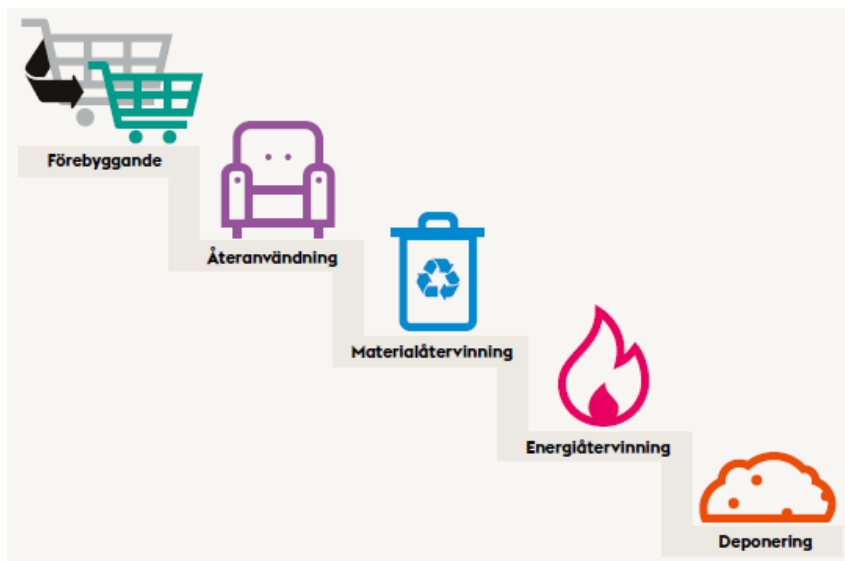 Förebyggande
Återanvändning
Materialåtervinning
Energiåtervinning
Deponering